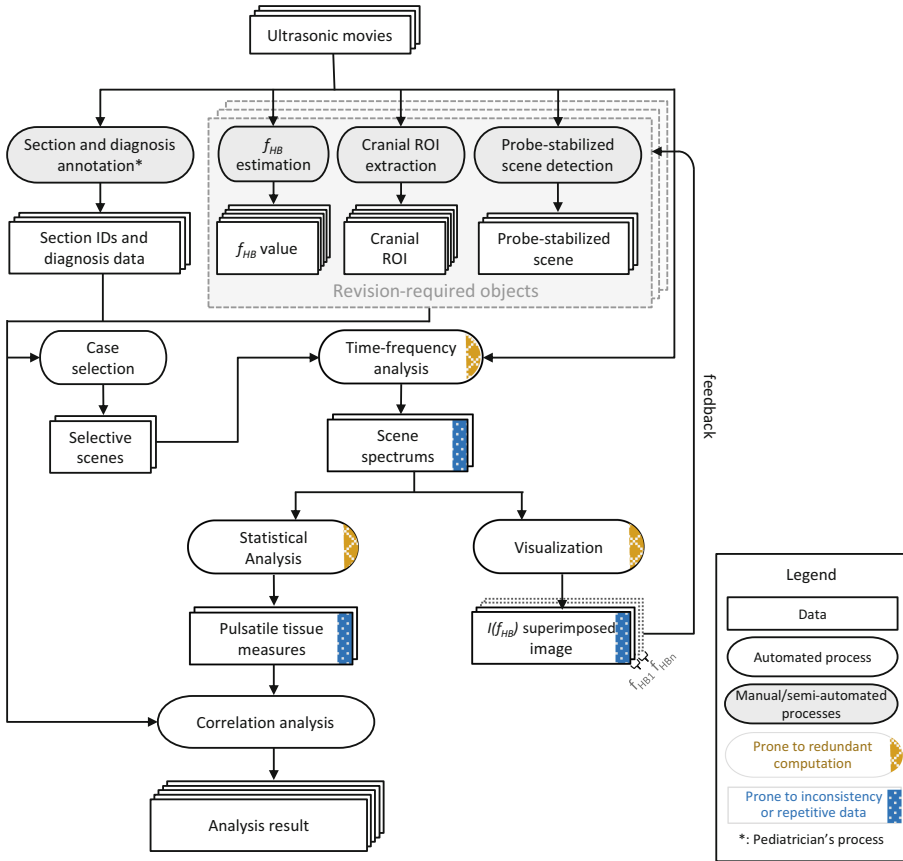 Ultrasonic movies
Section and diagnosis
annotation*
fHB
estimation
Cranial ROI
extraction
Probe-stabilized
scene detection
Section IDs and
diagnosis data
fHB value
Cranial
ROI
Probe-stabilized
scene
Revision-required objects
Case
selection
Time-frequency
analysis
feedback
Selective
scenes
Scene
spectrums
Statistical
Analysis
Visualization
Pulsatile tissue
measures
I(fHB) superimposed
image
fHB1 fHBn
Correlation analysis
Analysis result
Legend
Data
Automated process
Manual/semi-automated
processes
Prone to redundant
computation
Prone to inconsistency
or repetitive data
*: Pediatrician's process